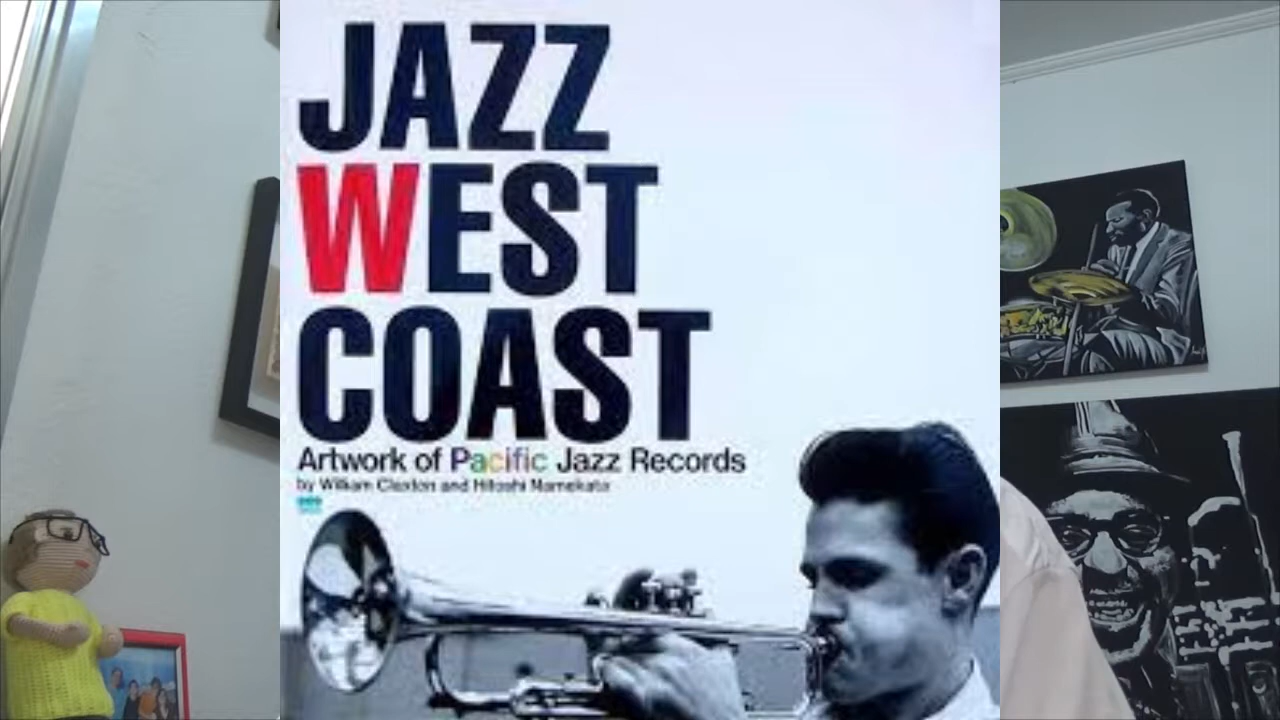 JAZZ
WEST
COAST
Artwork of Pacific Jazz Records
by William Claxton and Hitoshi Namekata